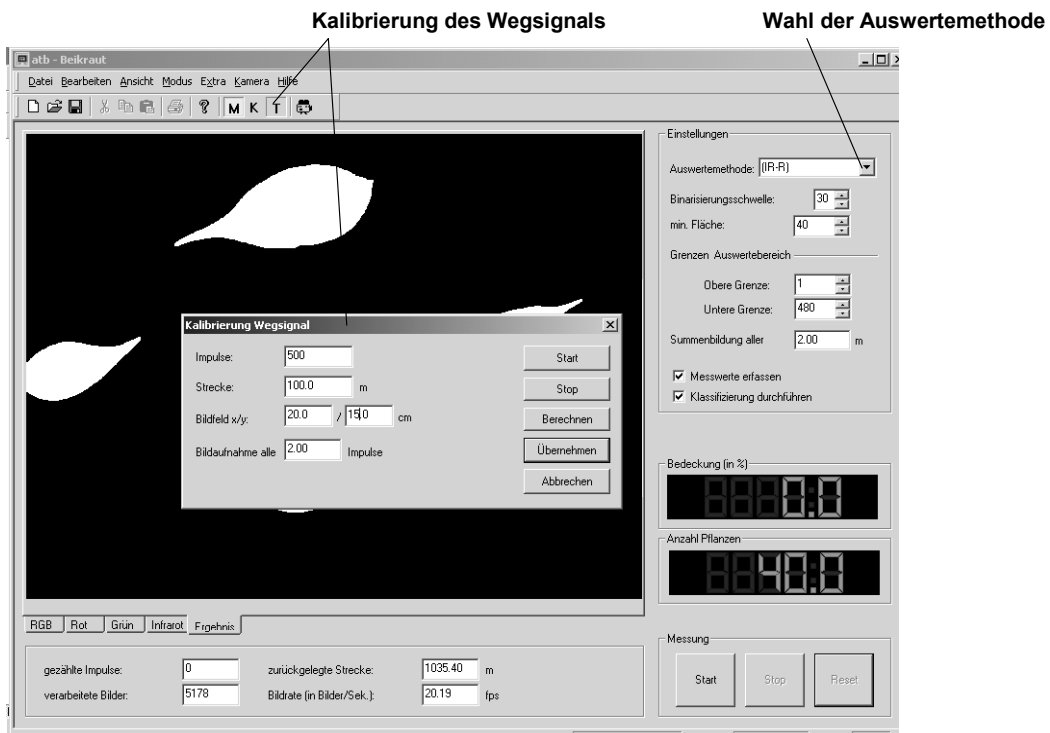 Kalibrierung des Wegsignals Wahl der Auswertemethode
atb - Beikraut
Datei Bearbeiten Ansicht Modus Extra Kamera Hilfe
M K T
Einstellungen
Auswertemethode: (IR-R)
Binarisierungsschwelle: 30
min. Fläche: 40
Grenzen Auswertebereich
Obere Grenze: 1
Untere Grenze: 480
Summenbildung aller 2.00 m
Messwerte erfassen
Klassifizierung durchführen
Kalibrierung Wegsignal
Impulse: 500 Start
Strecke: 100.0 m Stop
Bildfeld x/y: 20.0 / 15.0 cm Berechnen
Bildaufnahme alle 2.00 Impulse Übernehmen
Abbrechen
Bedeckung (in %)
0.0
Anzahl Pflanzen
40.0
RGB Rot Grün Infrarot Ergebnis
gezählte Impulse: 0 zurückgelegte Strecke: 1035.40 m
verarbeitete Bilder: 5178 Bildrate (in Bilder/Sek.): 20.19 fps
Messung
Start Stop Reset